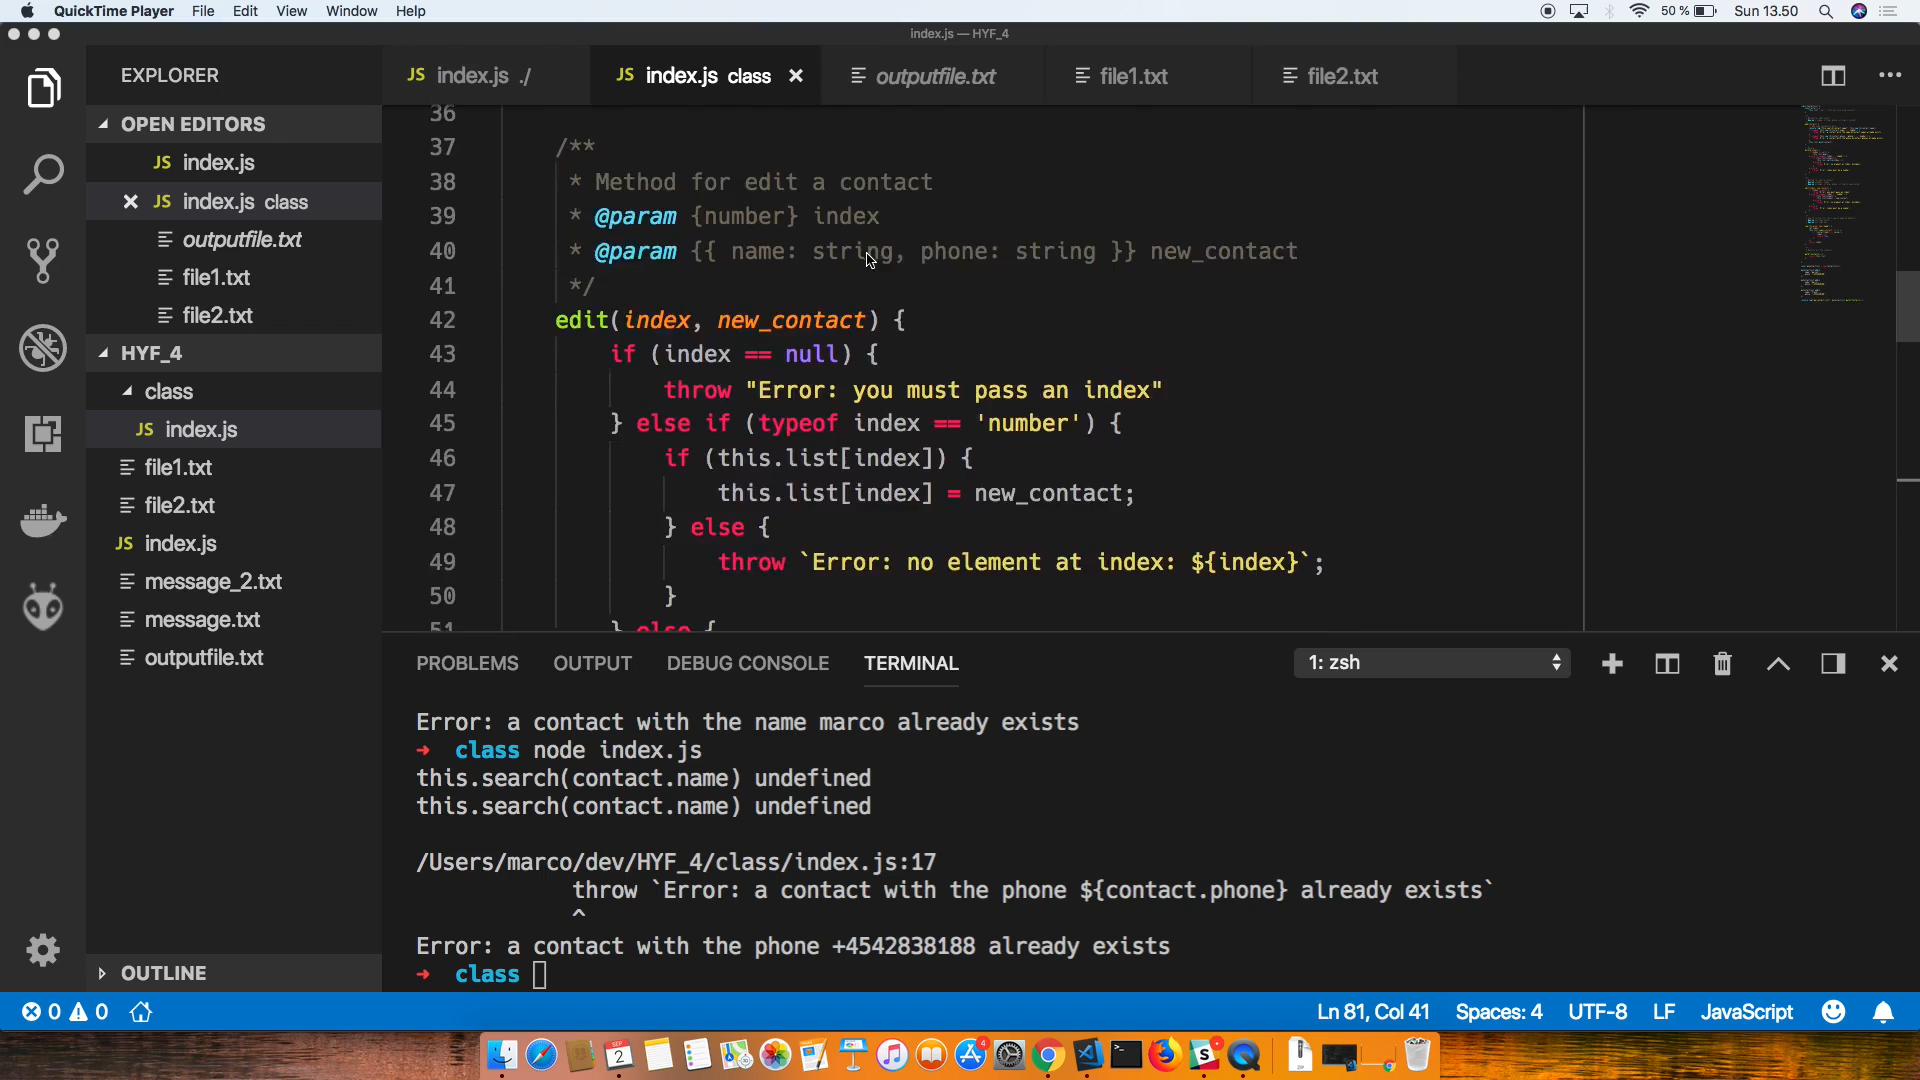 QuickTime Player File Edit View Window Help 50 % Sun 13.50
index.js — HYF_4
EXPLORER
JS index.js ./
JS index.js class
outputfile.txt
file1.txt
file2.txt
OPEN EDITORS
JS index.js
JS index.js class
outputfile.txt
file1.txt
file2.txt
HYF_4
class
JS index.js
file1.txt
file2.txt
JS index.js
message_2.txt
message.txt
outputfile.txt
OUTLINE
36
37 /**
38 * Method for edit a contact
39 * @param {number} index
40 * @param {{ name: string, phone: string }} new_contact
41 */
42 edit(index, new_contact) {
43 if (index == null) {
44 throw "Error: you must pass an index"
45 } else if (typeof index == 'number') {
46 if (this.list[index]) {
47 this.list[index] = new_contact;
48 } else {
49 throw `Error: no element at index: ${index}`;
50 }
51 } else {
PROBLEMS OUTPUT DEBUG CONSOLE TERMINAL 1: zsh
Error: a contact with the name marco already exists
➜ class node index.js
this.search(contact.name) undefined
this.search(contact.name) undefined
/Users/marco/dev/HYF_4/class/index.js:17
throw `Error: a contact with the phone ${contact.phone} already exists`
^
Error: a contact with the phone +4542838188 already exists
➜ class
0 0 Ln 81, Col 41 Spaces: 4 UTF-8 LF JavaScript
SEP
2
4